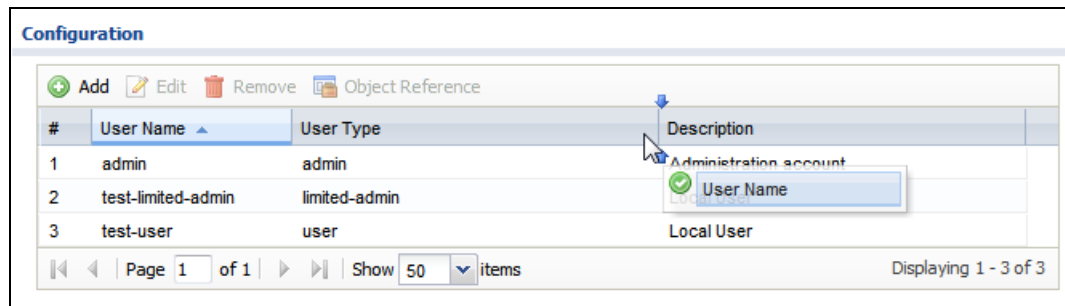 Configuration
Add Edit Remove Object Reference
# User Name User Type Description
1 admin admin Administration account
User Name
2 test-limited-admin limited-admin Local User
3 test-user user Local User
Page 1 of 1 Show 50 items Displaying 1 - 3 of 3